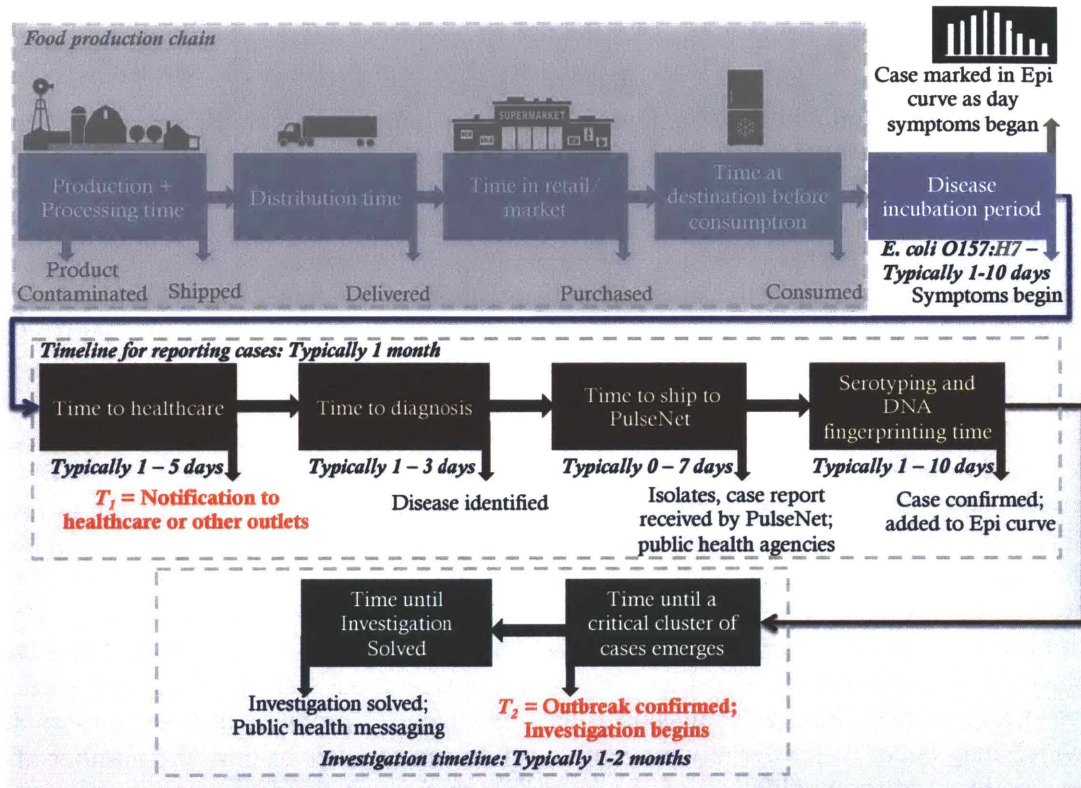 Food production chain
SUPERMARKET
Case marked in Epi
curve as day
symptoms began
Production +
Processing time
Distribution time
Time in retail/
market
Time at
destination before
consumption
Disease
incubation period
Product
Contaminated
Shipped
Delivered
Purchased
Consumed
E. coli O157:H7 –
Typically 1-10 days
Symptoms begin
Timeline for reporting cases: Typically 1 month
Time to healthcare
Time to diagnosis
Time to ship to
PulseNet
Serotyping and
DNA
fingerprinting time
Typically 1 – 5 days
Typically 1 – 3 days
Typically 0 – 7 days
Typically 1 – 10 days
T₁ = Notification to
healthcare or other outlets
Disease identified
Isolates, case report
received by PulseNet;
public health agencies
Case confirmed;
added to Epi curve
Time until
Investigation
Solved
Time until a
critical cluster of
cases emerges
Investigation solved;
Public health messaging
T₂ = Outbreak confirmed;
Investigation begins
Investigation timeline: Typically 1-2 months